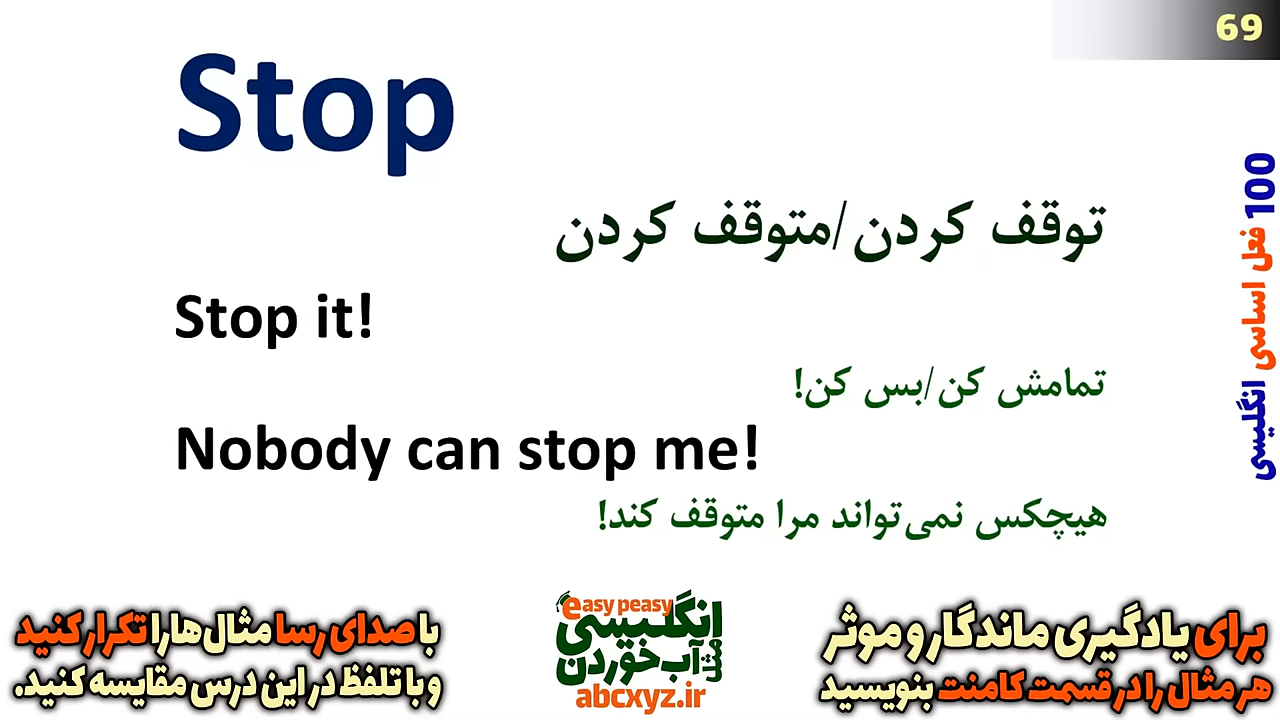 69
Stop
توقف کردن/متوقف کردن
Stop it!
تمامش کن/بس کن!
Nobody can stop me!
هیچکس نمی‌تواند مرا متوقف کند!
100 فعل اساسی انگلیسی
برای یادگیری ماندگار و موثر
هر مثال را در قسمت کامنت بنویسید
easy peasy
انگلیسی
مثل آب خوردن
abcxyz.ir
با صدای رسا مثال‌ها را تکرار کنید
و با تلفظ در این درس مقایسه کنید.